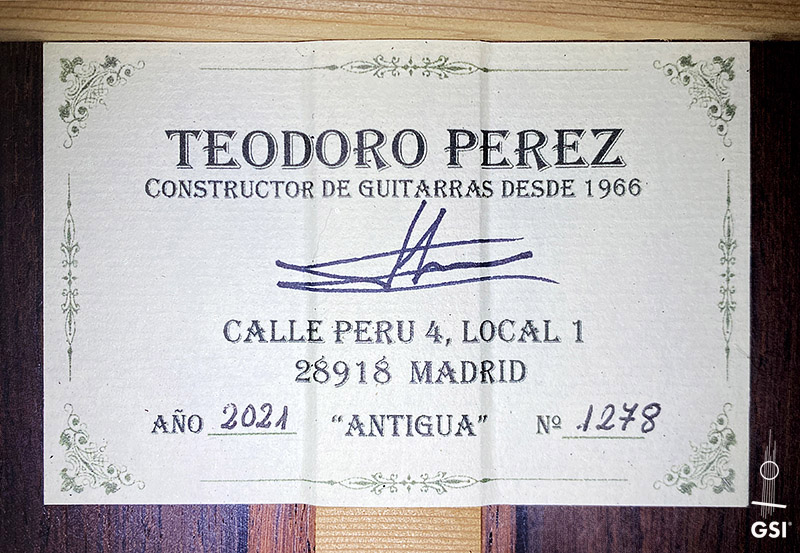 TEODORO PEREZ
CONSTRUCTOR DE GUITARRAS DESDE 1966
CALLE PERU 4, LOCAL 1
28918 MADRID
AÑO 2021 “ANTIGUA” Nº 1278
GSI